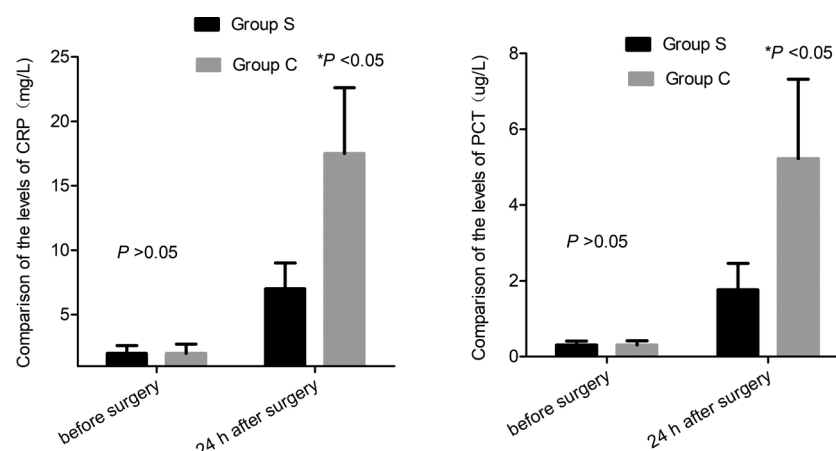 Group S
Group C
*P <0.05
P >0.05
Comparison of the levels of CRP（mg/L）
25
20
15
10
5
before surgery
24 h after surgery
Group S
Group C
*P <0.05
P >0.05
Comparison of the levels of PCT（ug/L）
8
6
4
2
0
before surgery
24 h after surgery